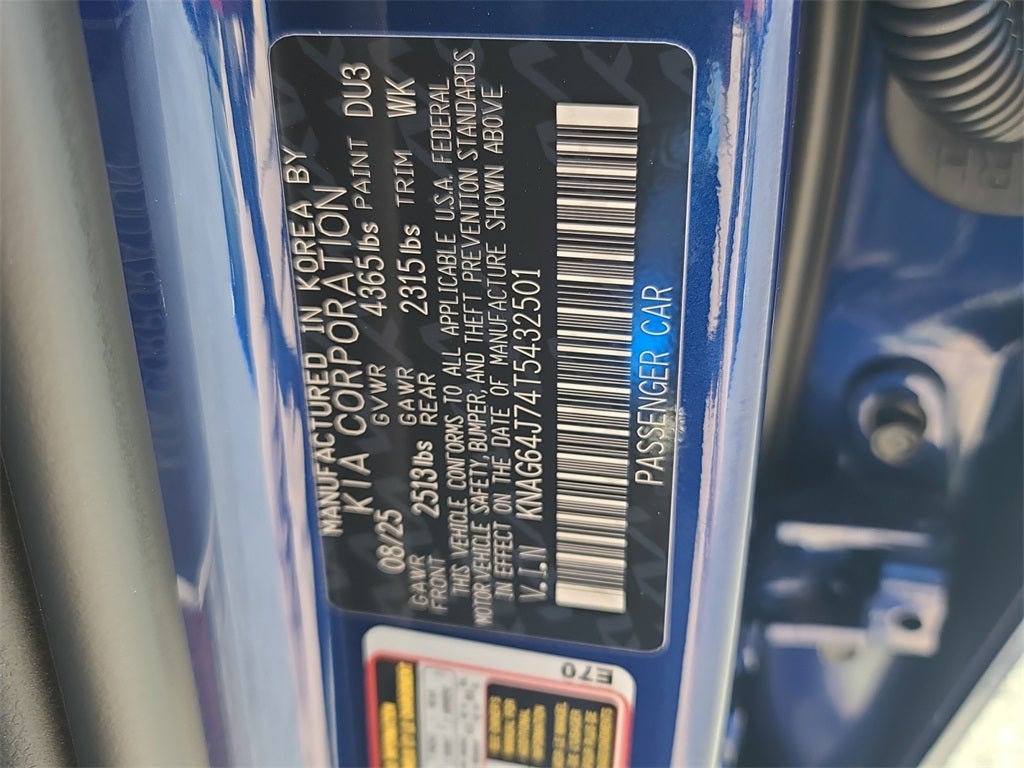 MANUFACTURED IN KOREA BY
KIA CORPORATION
08/25 GVWR 4365lbs PAINT DU3
GAWR FRONT 2513lbs GAWR REAR 2315lbs TRIM WK
THIS VEHICLE CONFORMS TO ALL APPLICABLE U.S.A. FEDERAL
MOTOR VEHICLE SAFETY, BUMPER, AND THEFT PREVENTION STANDARDS
IN EFFECT ON THE DATE OF MANUFACTURE SHOWN ABOVE
V.I.N KNAG64J74T5432501
PASSENGER CAR
E70